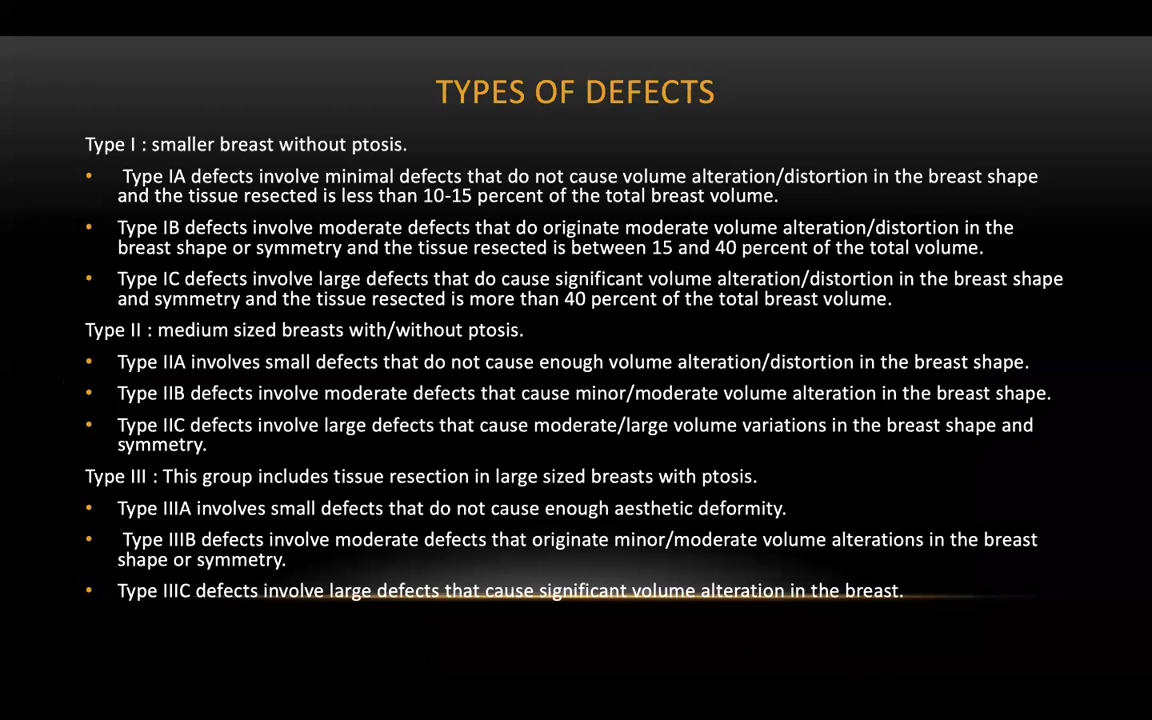 TYPES OF DEFECTS
Type I : smaller breast without ptosis.
• Type IA defects involve minimal defects that do not cause volume alteration/distortion in the breast shape
and the tissue resected is less than 10-15 percent of the total breast volume.
• Type IB defects involve moderate defects that do originate moderate volume alteration/distortion in the
breast shape or symmetry and the tissue resected is between 15 and 40 percent of the total volume.
• Type IC defects involve large defects that do cause significant volume alteration/distortion in the breast shape
and symmetry and the tissue resected is more than 40 percent of the total breast volume.
Type II : medium sized breasts with/without ptosis.
• Type IIA involves small defects that do not cause enough volume alteration/distortion in the breast shape.
• Type IIB defects involve moderate defects that cause minor/moderate volume alteration in the breast shape.
• Type IIC defects involve large defects that cause moderate/large volume variations in the breast shape and
symmetry.
Type III : This group includes tissue resection in large sized breasts with ptosis.
• Type IIIA involves small defects that do not cause enough aesthetic deformity.
• Type IIIB defects involve moderate defects that originate minor/moderate volume alterations in the breast
shape or symmetry.
• Type IIIC defects involve large defects that cause significant volume alteration in the breast.